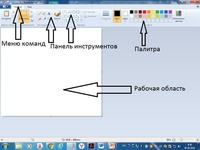 Меню команд
Панель инструментов
Палитра
Рабочая область